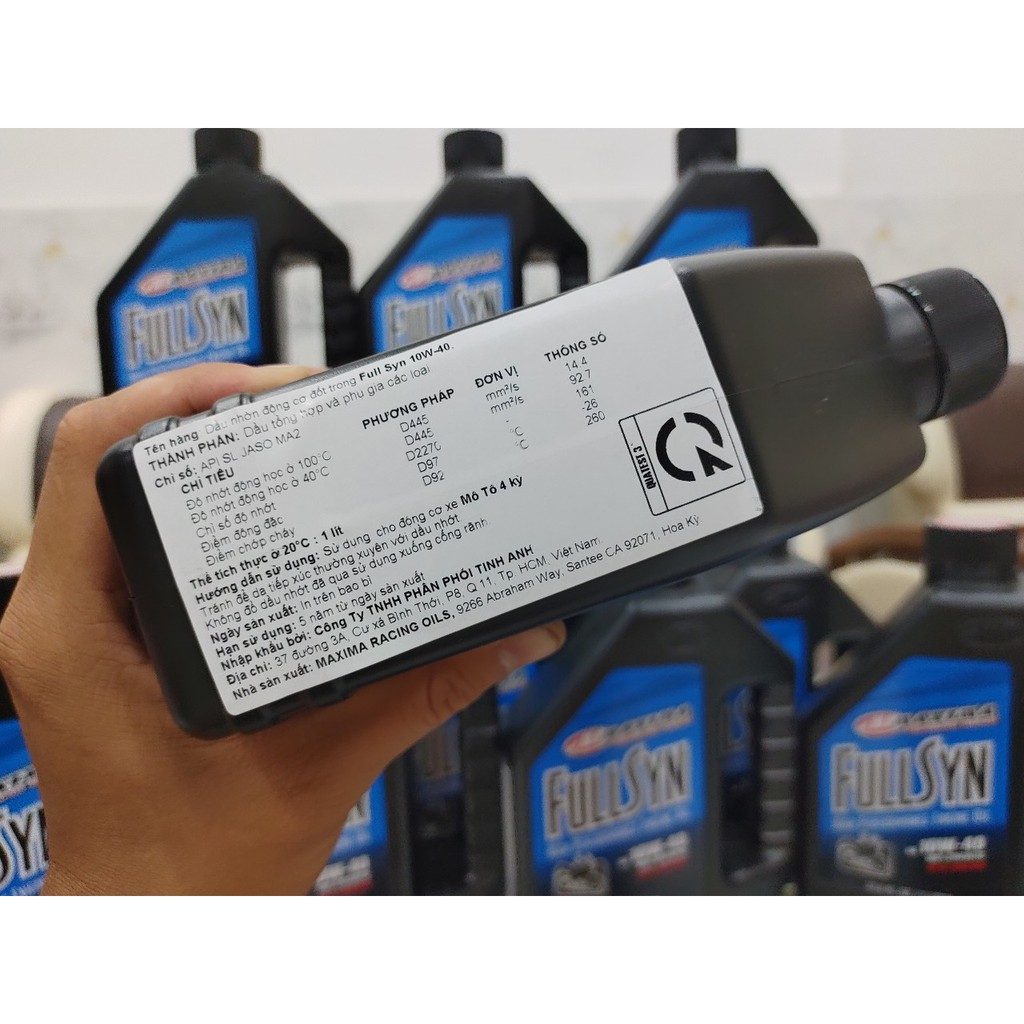 Tên hàng Dầu nhờn động cơ đốt trong Full Syn 10W-40.
THÀNH PHẦN: Dầu tổng hợp và phụ gia các loại
Chỉ số: API SL JASO MA2
CHỈ TIÊU PHƯƠNG PHÁP ĐƠN VỊ THÔNG SỐ
Độ nhớt động học ở 100°C D445 mm²/s 14.4
Độ nhớt động học ở 40°C D445 mm²/s 92.7
Chỉ số độ nhớt D2270 161
Điểm đông đặc D97 °C -26
Điểm chớp cháy D92 °C 260
Thể tích thực ở 20°C : 1 lít
Hướng dẫn sử dụng: Sử dụng cho động cơ xe Mô Tô 4 kỳ
Tránh để da tiếp xúc thường xuyên với dầu nhớt
Không đổ dầu nhớt đã qua sử dụng xuống cống rãnh
Ngày sản xuất: In trên bao bì
Hạn sử dụng: 5 năm từ ngày sản xuất
Nhập khẩu bởi: Công Ty TNHH PHÂN PHÓI TINH ANH
Địa chỉ: 37 đường 3A, Cư xá Bình Thới, P8, Q 11, Tp HCM, Việt Nam
Nhà sản xuất: MAXIMA RACING OILS, 9266 Abraham Way, Santee CA 92071, Hoa Kỳ
QUATEST 3
MAXIMA
FULLSYN
MAXIMA
FULLSYN
MAXIMA
FULLSYN
10W-40
MAXIMA
FULLSYN
10W-40
10W-40